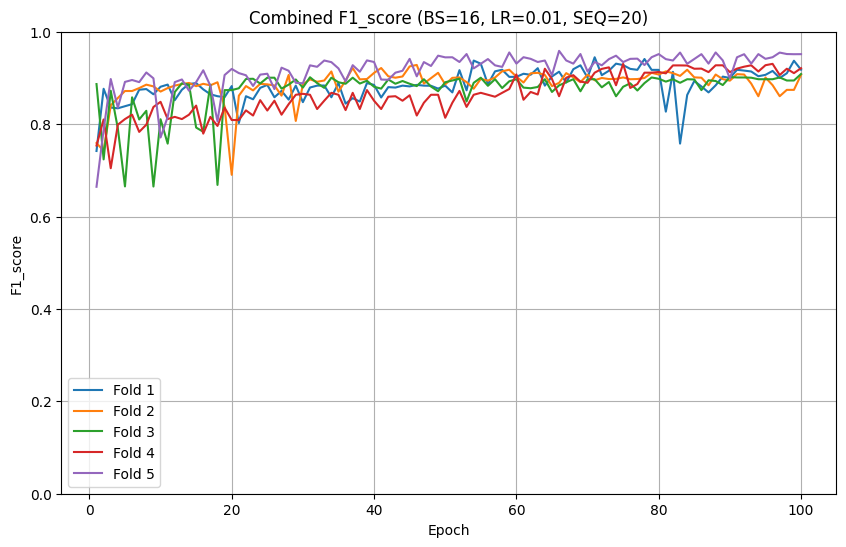 Combined F1_score (BS=16, LR=0.01, SEQ=20)
1.0
0.8
0.6
0.4
0.2
0.0
F1_score
Fold 1
Fold 2
Fold 3
Fold 4
Fold 5
0 20 40 60 80 100
Epoch